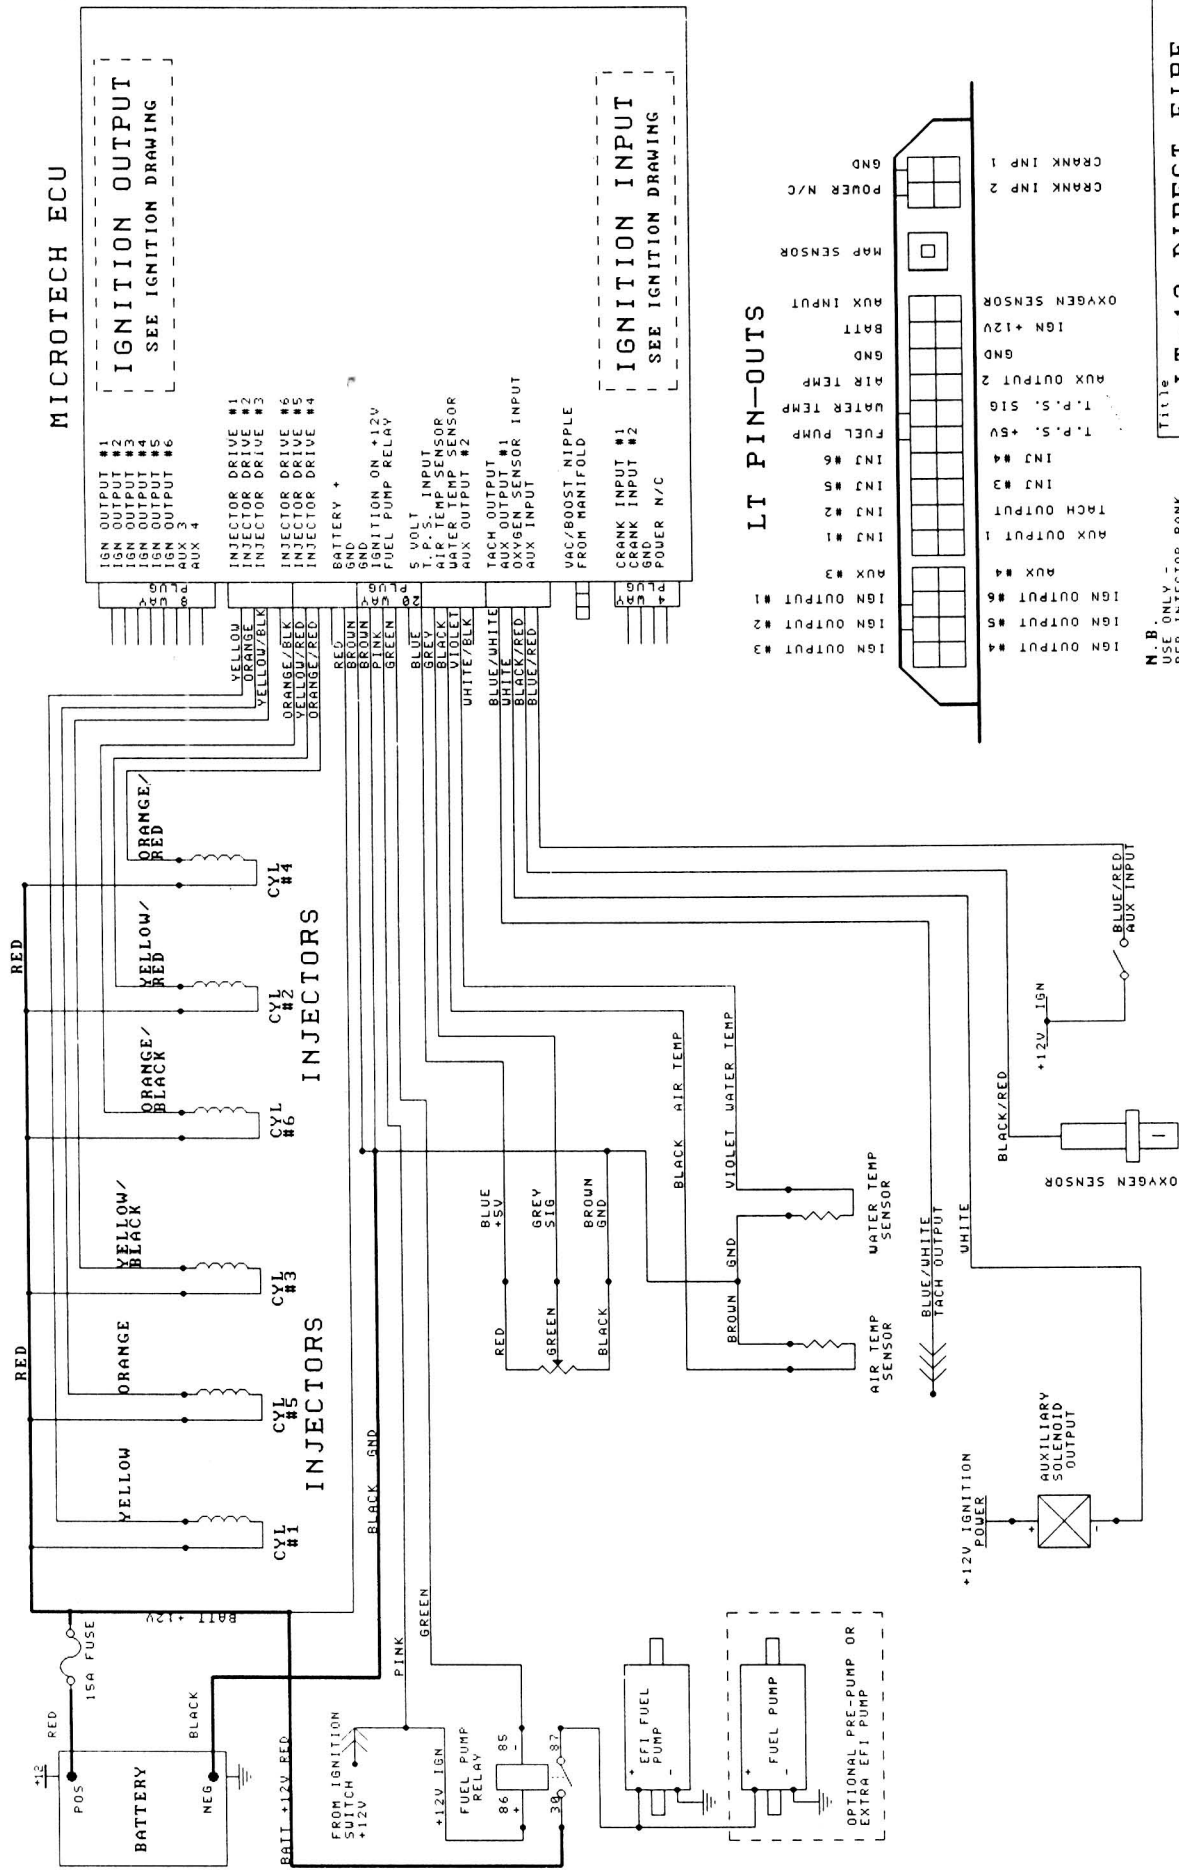 MICROTECH ECU
IGNITION OUTPUT
SEE IGNITION DRAWING
IGN OUTPUT #1
IGN OUTPUT #2
IGN OUTPUT #3
IGN OUTPUT #4
IGN OUTPUT #5
IGN OUTPUT #6
AUX 3
AUX 4
8 WAY
PLUG
INJECTOR DRIVE #1
INJECTOR DRIVE #2
INJECTOR DRIVE #3
INJECTOR DRIVE #6
INJECTOR DRIVE #5
INJECTOR DRIVE #4
BATTERY +
GND
GND
IGNITION ON +12V
FUEL PUMP RELAY
5 VOLT
T.P.S. INPUT
AIR TEMP SENSOR
WATER TEMP SENSOR
AUX OUTPUT #2
TACH OUTPUT
AUX OUTPUT #1
OXYGEN SENSOR INPUT
AUX INPUT
20 WAY
PLUG
VAC/BOOST NIPPLE
FROM MANIFOLD
IGNITION INPUT
SEE IGNITION DRAWING
CRANK INPUT #1
CRANK INPUT #2
GND
POWER N/C
4 WAY
PLUG
YELLOW
ORANGE
YELLOW/BLK
ORANGE/BLK
YELLOW/RED
ORANGE/RED
RED
BROWN
BROWN
PINK
GREEN
BLUE
GREY
BLACK
VIOLET
WHITE/BLK
BLUE/WHITE
WHITE
BLACK/RED
BLUE/RED
RED
RED
ORANGE/
RED
CYL
#4
YELLOW/
RED
CYL
#2
ORANGE/
BLACK
CYL
#6
INJECTORS
YELLOW/
BLACK
CYL
#3
ORANGE
CYL
#5
YELLOW
CYL
#1
INJECTORS
BATT +12V
15A FUSE
RED
BLACK
+12
POS
NEG
BATTERY
BATT +12V RED
BLACK GND
PINK
GREEN
FROM IGNITION
SWITCH
+12V
+12V IGN
FUEL PUMP
RELAY
86 85
+ -
30 87
EFI FUEL
PUMP
+ -
FUEL PUMP
+ -
OPTIONAL PRE-PUMP OR
EXTRA EFI PUMP
BLUE
+5V
GREY
SIG
BROWN
GND
RED
GREEN
BLACK
BLACK AIR TEMP
VIOLET WATER TEMP
BROWN GND
WATER TEMP
SENSOR
AIR TEMP
SENSOR
BLUE/WHITE
TACH OUTPUT
WHITE
+12V IGNITION
POWER
+ -
AUXILIARY
SOLENOID
OUTPUT
BLACK/RED
OXYGEN SENSOR
+12V IGN
BLUE/RED
AUX INPUT
LT PIN-OUTS
GND
POWER N/C
MAP SENSOR
AUX INPUT
BATT
GND
AIR TEMP
WATER TEMP
FUEL PUMP
INJ #6
INJ #5
INJ #2
INJ #1
AUX #3
IGN OUTPUT #1
IGN OUTPUT #2
IGN OUTPUT #3
CRANK INP 1
CRANK INP 2
OXYGEN SENSOR
IGN +12V
GND
AUX OUTPUT 2
T.P.S. SIG
T.P.S. +5V
INJ #4
INJ #3
TACH OUTPUT
AUX OUTPUT 1
AUX #4
IGN OUTPUT #6
IGN OUTPUT #5
IGN OUTPUT #4
N.B.
USE ONLY -
PER INJECTOR BANK
Title
DIRECT FIRE